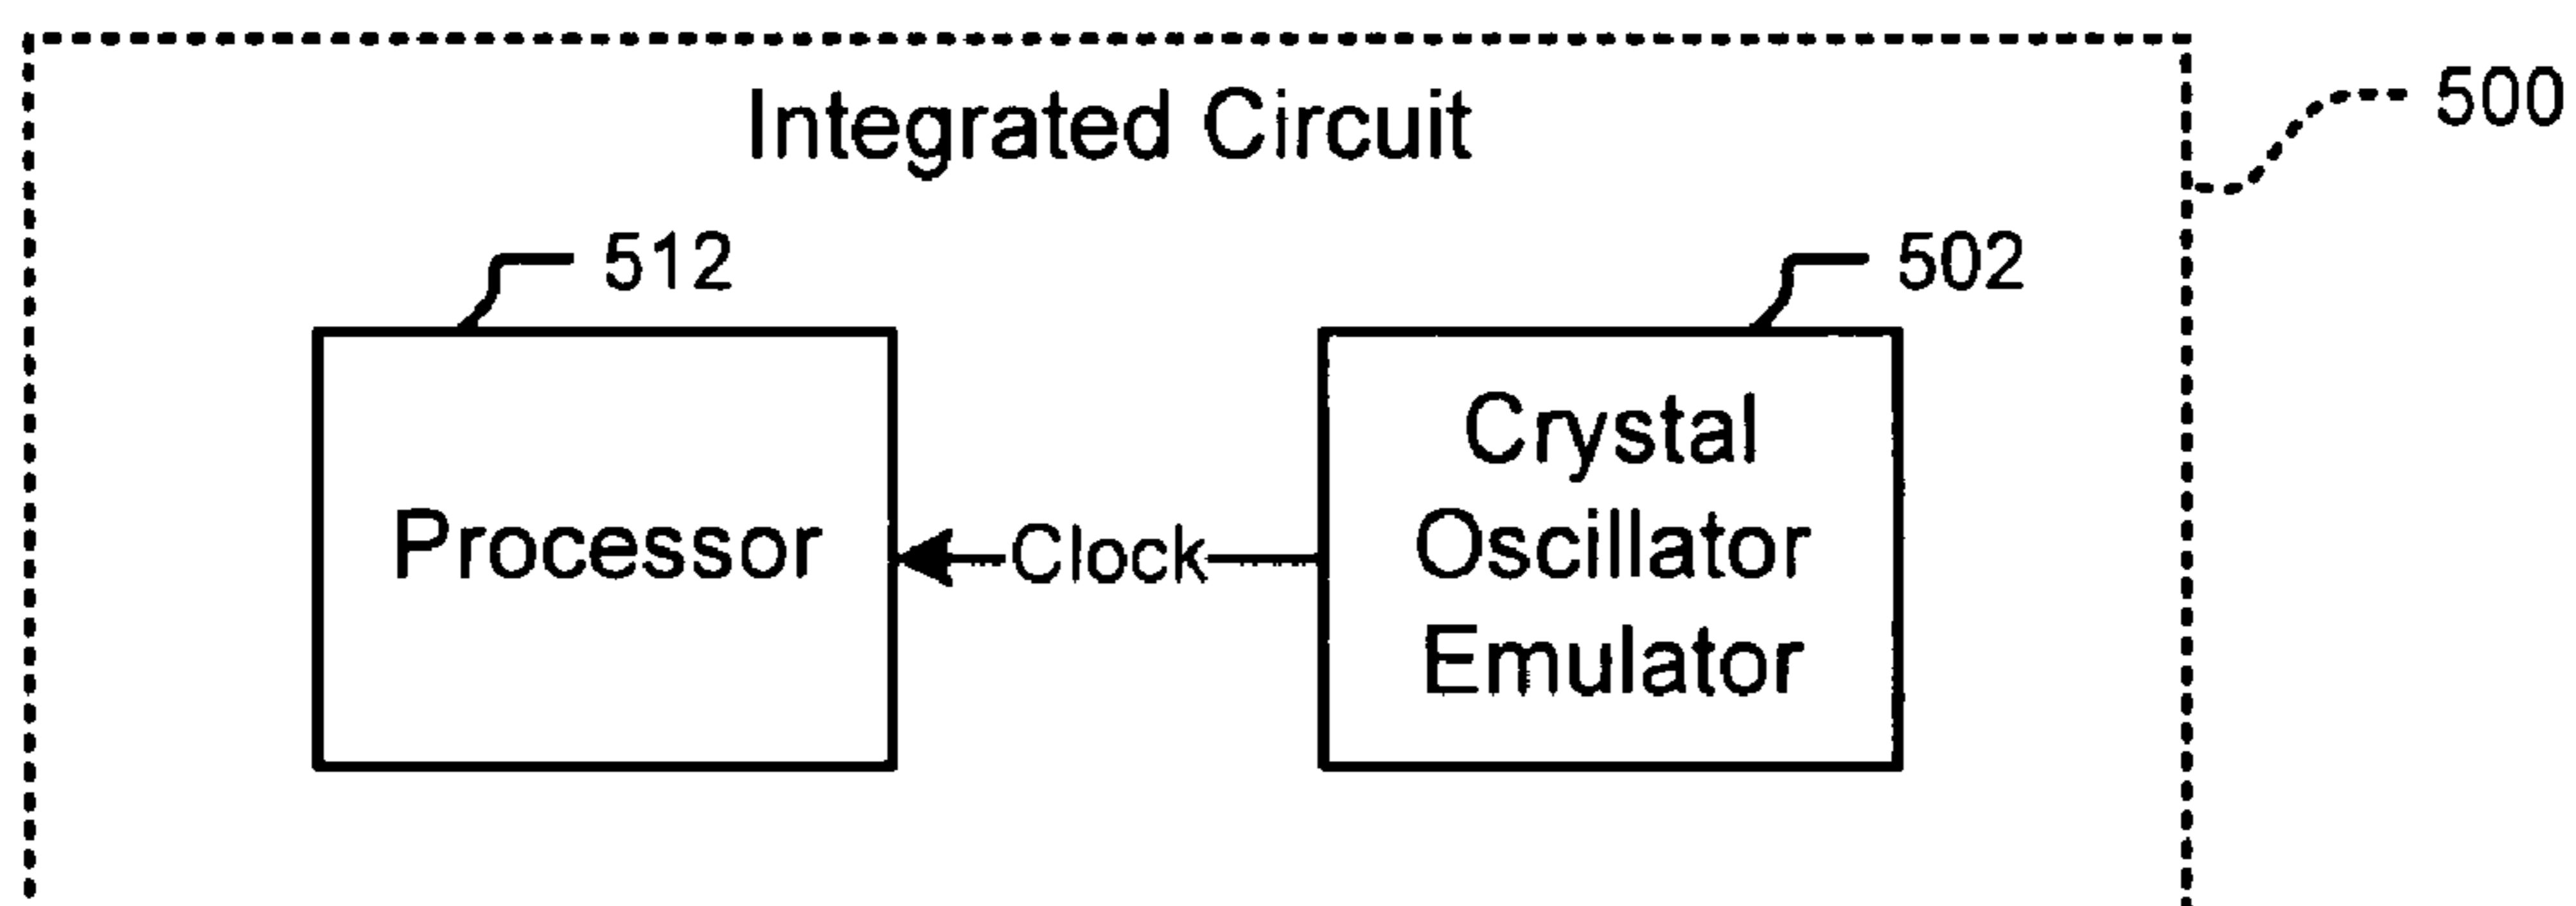 Integrated Circuit
500
512
502
Processor
Clock
Crystal
Oscillator
Emulator